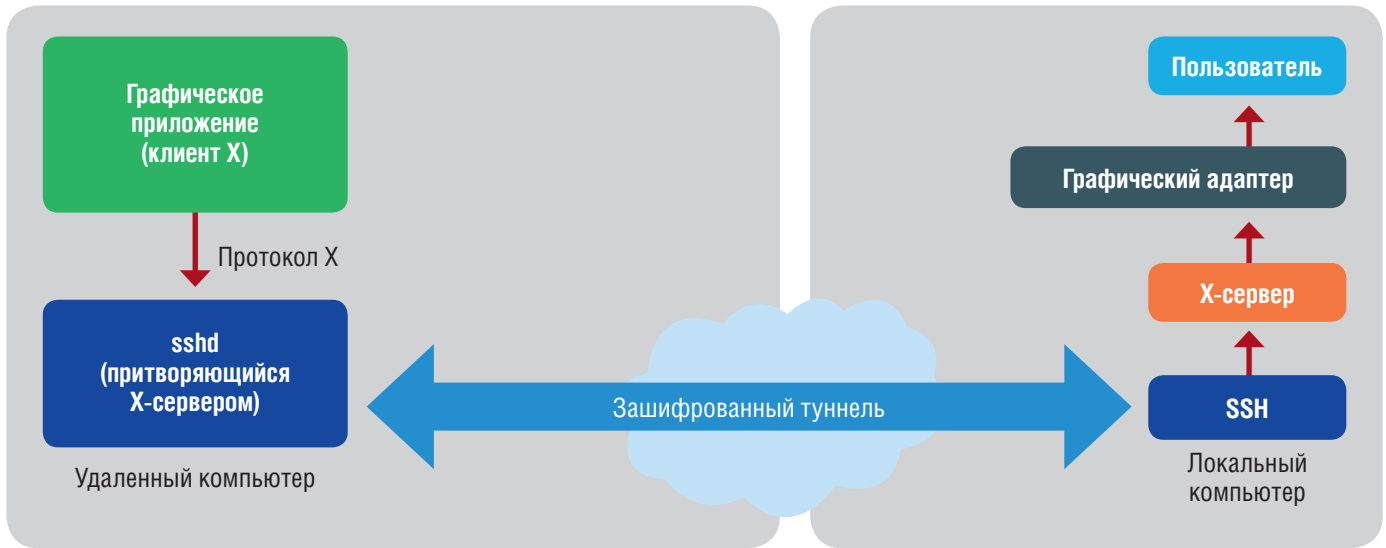 Графическое
приложение
(клиент X)
Протокол X
sshd
(притворяющийся
X-сервером)
Удаленный компьютер
Зашифрованный туннель
Пользователь
Графический адаптер
X-сервер
SSH
Локальный
компьютер